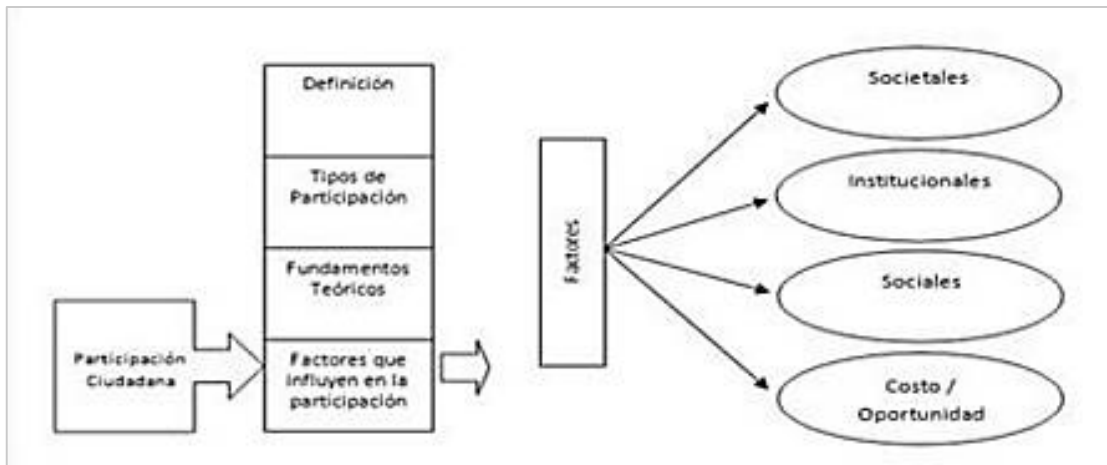 Participación
Ciudadana
Definición
Tipos de
Participación
Fundamentos
Teóricos
Factores que
influyen en la
participación
Factores
Societales
Institucionales
Sociales
Costo /
Oportunidad